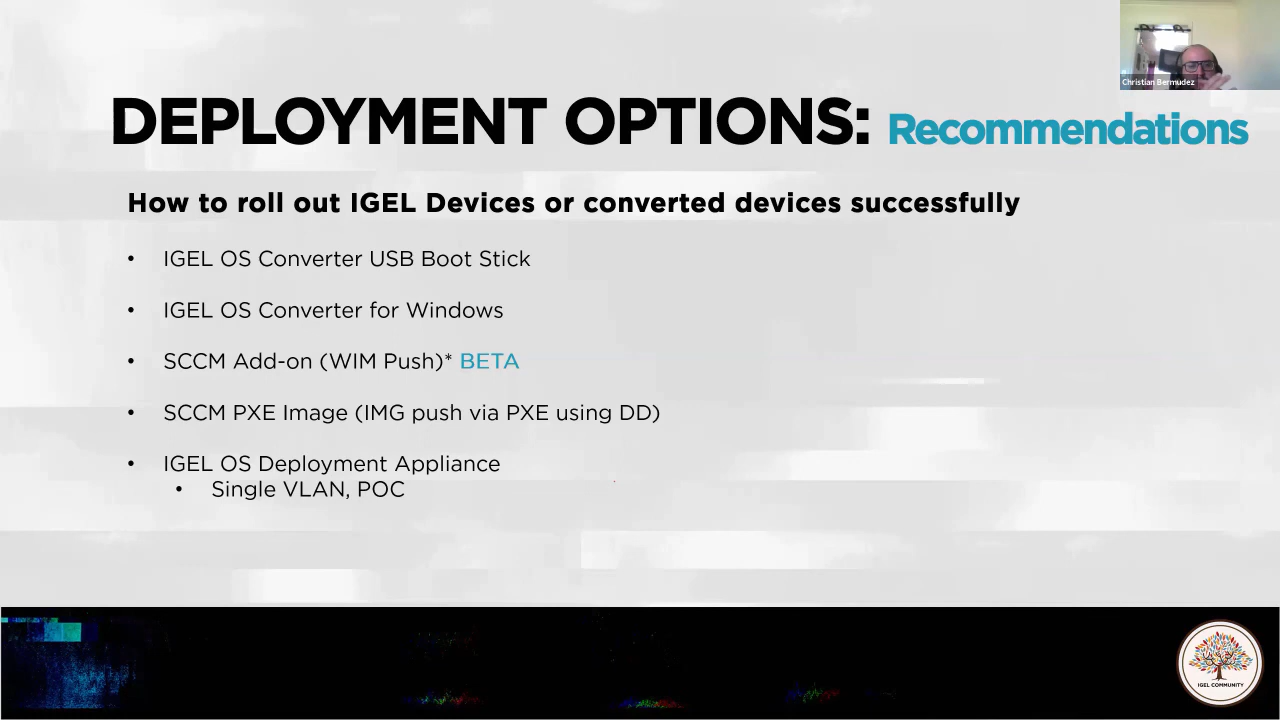 Christian Bermudez
DEPLOYMENT OPTIONS: Recommendations
How to roll out IGEL Devices or converted devices successfully
• IGEL OS Converter USB Boot Stick
• IGEL OS Converter for Windows
• SCCM Add-on (WIM Push)* BETA
• SCCM PXE Image (IMG push via PXE using DD)
• IGEL OS Deployment Appliance
• Single VLAN, POC
IGEL COMMUNITY